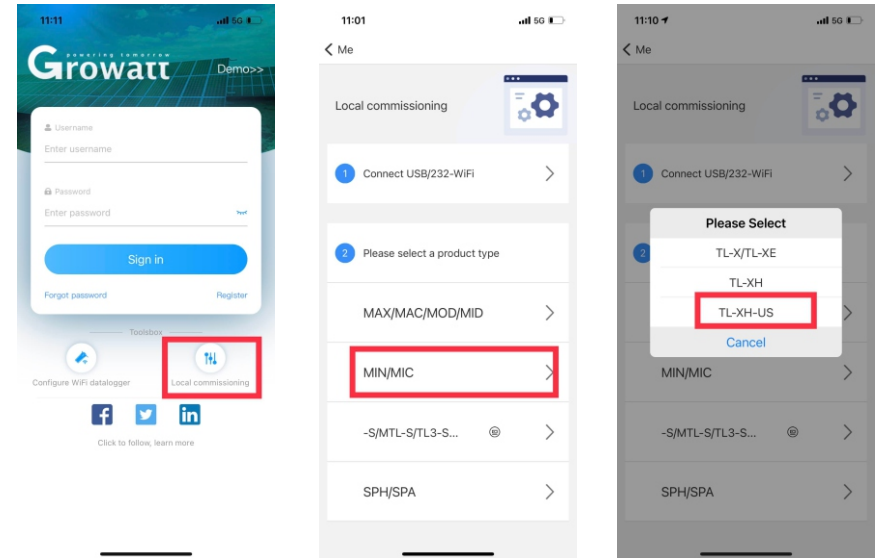 11:11
5G
powering tomorrow
Growatt
Demo>>
Username
Enter username
Password
Enter password
Sign in
Forgot password
Register
Toolsbox
Configure WiFi datalogger
Local commissioning
Click to follow, learn more
11:01
5G
Me
Local commissioning
1 Connect USB/232-WiFi
2 Please select a product type
MAX/MAC/MOD/MID
MIN/MIC
-S/MTL-S/TL3-S...
SPH/SPA
11:10
5G
Me
Local commissioning
1 Connect USB/232-WiFi
2
Please Select
TL-X/TL-XE
TL-XH
TL-XH-US
Cancel
MIN/MIC
-S/MTL-S/TL3-S...
SPH/SPA